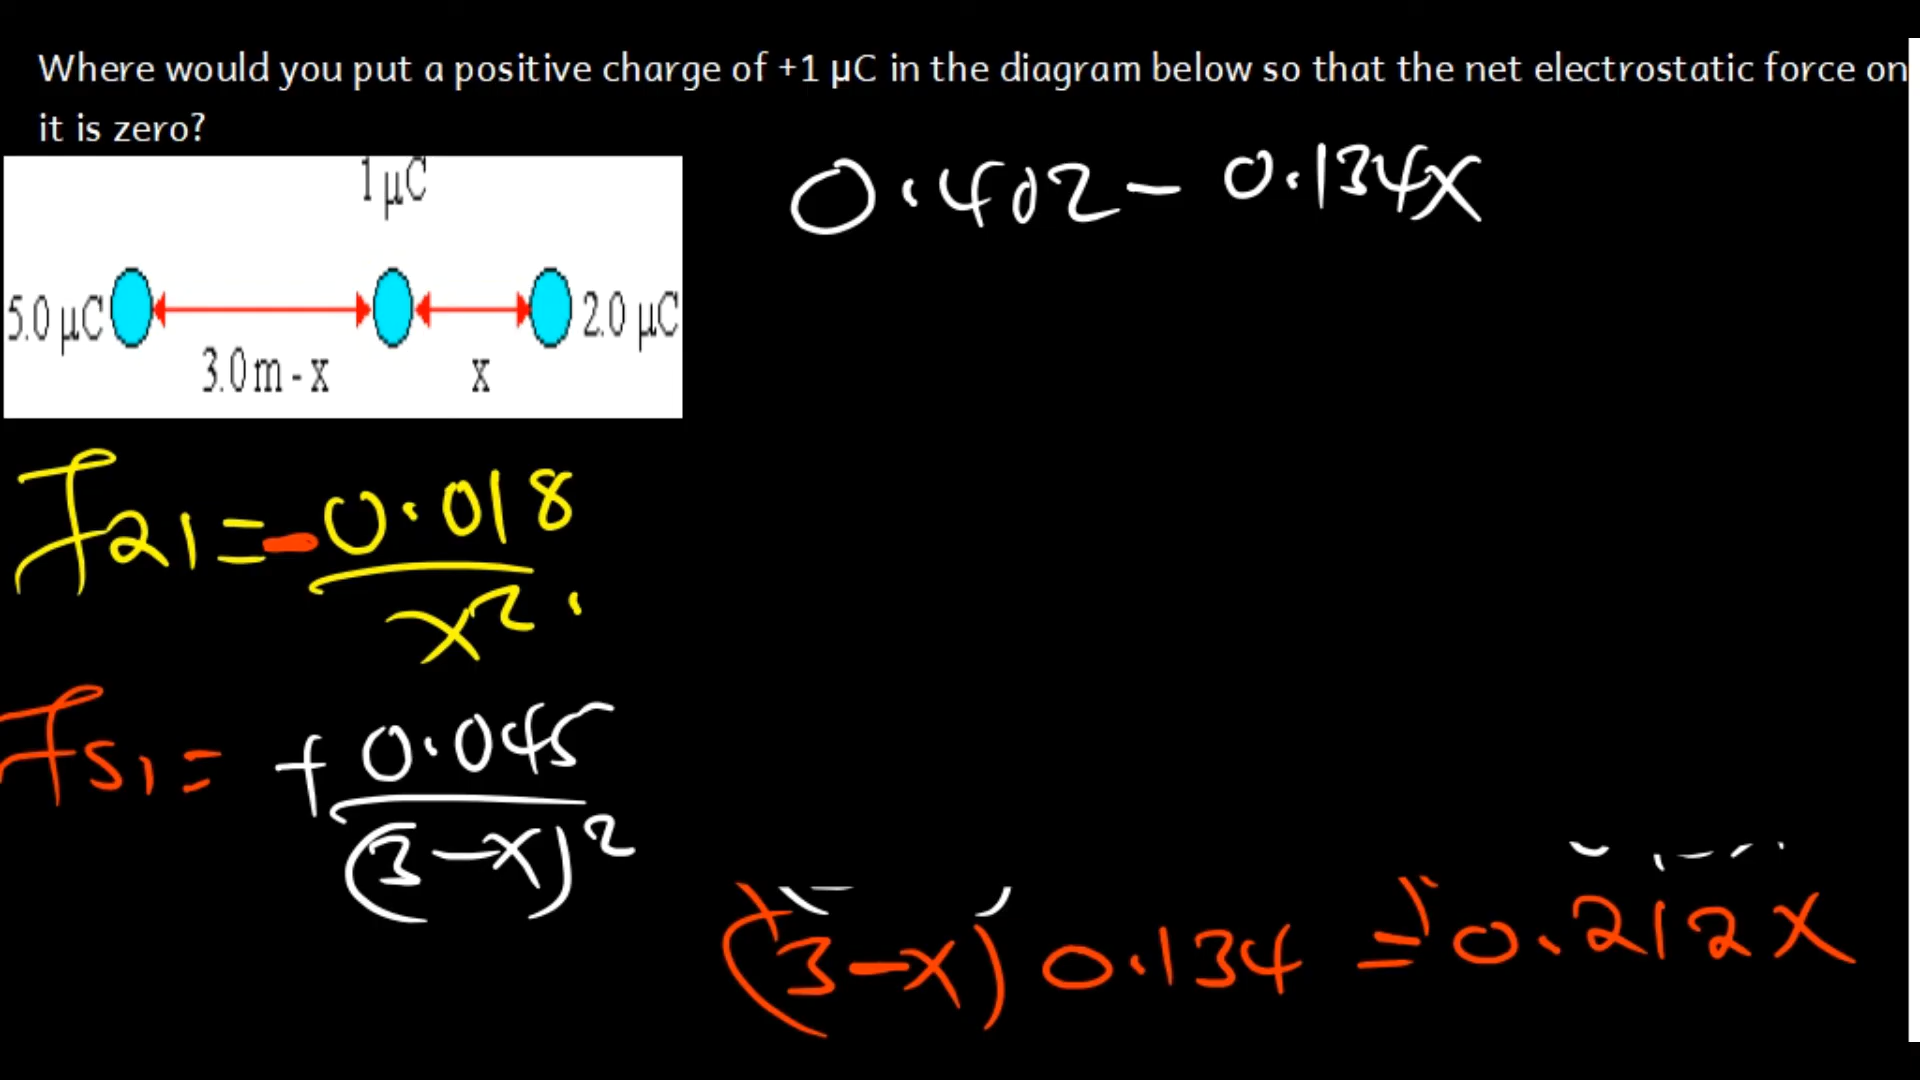 Where would you put a positive charge of +1 μC in the diagram below so that the net electrostatic force on
it is zero?
1 μC
5.0 μC
2.0 μC
3.0 m - x
x
0.402 - 0.134x
F21 = -0.018
x²
F51 = +0.045
(3-x)²
(3-x) 0.134 = 0.212x